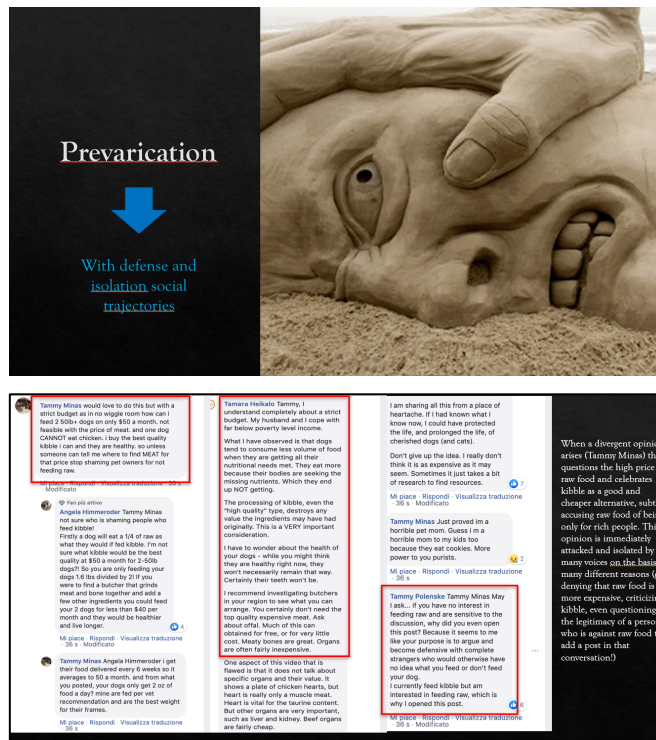 Prevarication
With defense and
isolation social
trajectories
Tammy Minas would love to do this but with a
strict budget as in no wiggle room how can i
feed 2 50lb+ dogs on only $50 a month. not
feasible with the price of meat. and one dog
CANNOT eat chicken. i buy the best quality
kibble i can and they are healthy. so unless
someone can tell me where to find MEAT for
that price stop shaming pet owners for not
feeding raw.
Mi piace · Rispondi · Visualizza traduzione · 36 s
· Modificato
Fan più attivo
Angela Himmeroder Tammy Minas
not sure who is shaming people who
feed kibble!
Firstly a dog will eat a 1/4 of raw as
what they would if fed kibble. I'm not
sure what kibble would be the best
quality at $50 a month for 2-50lb
dogs?! So you are only feeding your
dogs 1.6 lbs divided by 2! If you
were to find a butcher that grinds
meat and bone together and add a
few other ingredients you could feed
your 2 dogs for less than $40 per
month and they would be healthier
and live longer.
4
Mi piace · Rispondi · Visualizza traduzione
· 36 s · Modificato
Tammy Minas Angela Himmeroder i get
their food delivered every 6 weeks so it
averages to 50 a month. and from what
you posted, your dogs only get 2 oz of
food a day? mine are fed per vet
recommendation and are the best weight
for their frames.
Mi piace · Rispondi · Visualizza traduzione
· 36 s
Tamara Heikalo Tammy, I
understand completely about a strict
budget. My husband and I cope with
far below poverty level income.
What I have observed is that dogs
tend to consume less volume of food
when they are getting all their
nutritional needs met. They eat more
because their bodies are seeking the
missing nutrients. Which they end
up NOT getting.
The processing of kibble, even the
"high quality" type, destroys any
value the ingredients may have had
originally. This is a VERY important
consideration.
I have to wonder about the health of
your dogs - while you might think
they are healthy right now, they
won't necessarily remain that way.
Certainly their teeth won't be.
I recommend investigating butchers
in your region to see what you can
arrange. You certainly don't need the
top quality expensive meat. Ask
about offal. Much of this can
obtained for free, or for very little
cost. Meaty bones are great. Organs
are often fairly inexpensive.
One aspect of this video that is
flawed is that it does not talk about
specific organs and their value. It
shows a plate of chicken hearts, but
heart is really only a muscle meat.
Heart is vital for the taurine content.
But other organs are very important,
such as liver and kidney. Beef organs
are fairly cheap.
I am sharing all this from a place of
heartache. If I had known what I
know now, I could have protected
the life, and prolonged the life, of
cherished dogs (and cats).
Don't give up the idea. I really don't
think it is as expensive as it may
seem. Sometimes it just takes a bit
of research to find resources.
7
Mi piace · Rispondi · Visualizza traduzione
· 36 s · Modificato
Tammy Minas Just proved im a
horrible pet mom. Guess i m a
horrible mom to my kids too
because they eat cookies. More
power to you purists.
2
Mi piace · Rispondi · Visualizza traduzione
· 36 s
Tammy Polenske Tammy Minas May
I ask... if you have no interest in
feeding raw and are sensitive to the
discussion, why did you even open
this post? Because it seems to me
like your purpose is to argue and
become defensive with complete
strangers who would otherwise have
no idea what you feed or don't feed
your dog.
I currently feed kibble but am
interested in feeding raw, which is
why I opened this post.
6
Mi piace · Rispondi · Visualizza traduzione
· 36 s · Modificato
When a divergent opinio
arises (Tammy Minas) th
questions the high price
raw food and celebrates
kibble as a good and
cheaper alternative, subt
accusing raw food of bei
only for rich people. Thi
opinion is immediately
attacked and isolated by
many voices on the basis
many different reasons (
denying that raw food is
more expensive, criticizi
kibble, even questioning
the legitimacy of a perso
who is against raw food t
add a post in that
conversation!)